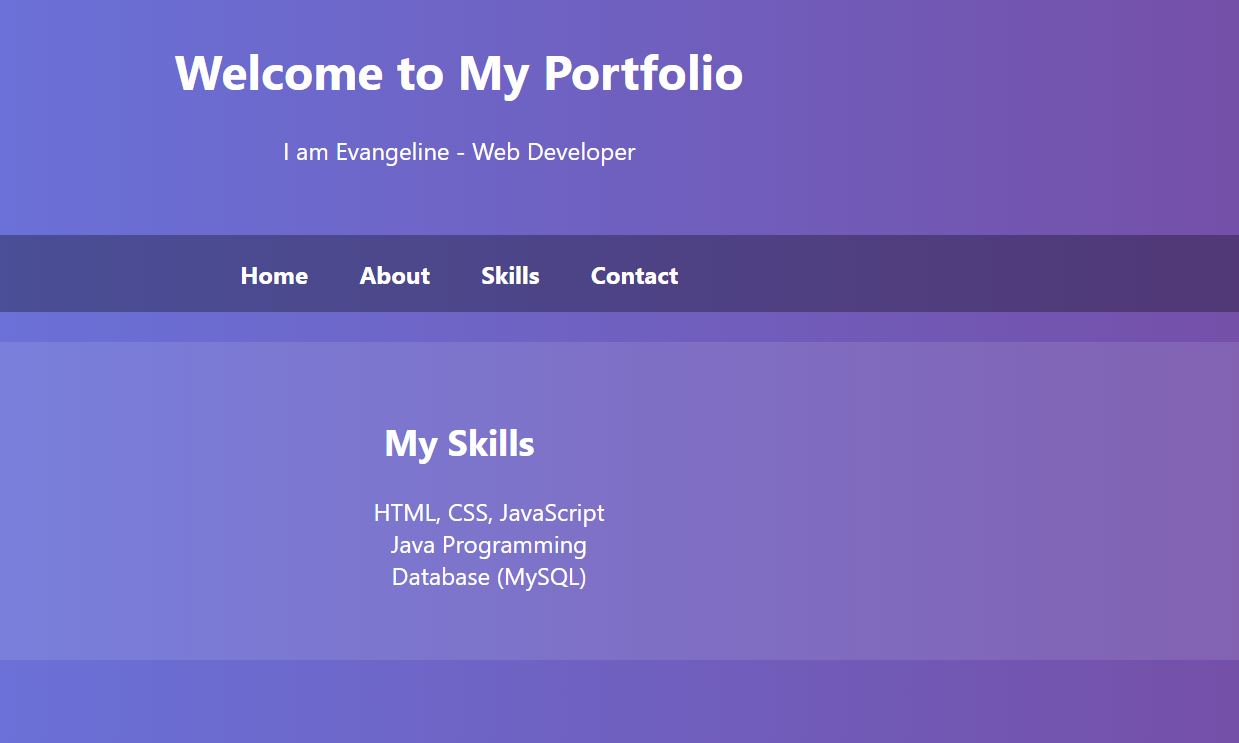 Welcome to My Portfolio
I am Evangeline - Web Developer
Home About Skills Contact
My Skills
HTML, CSS, JavaScript
Java Programming
Database (MySQL)